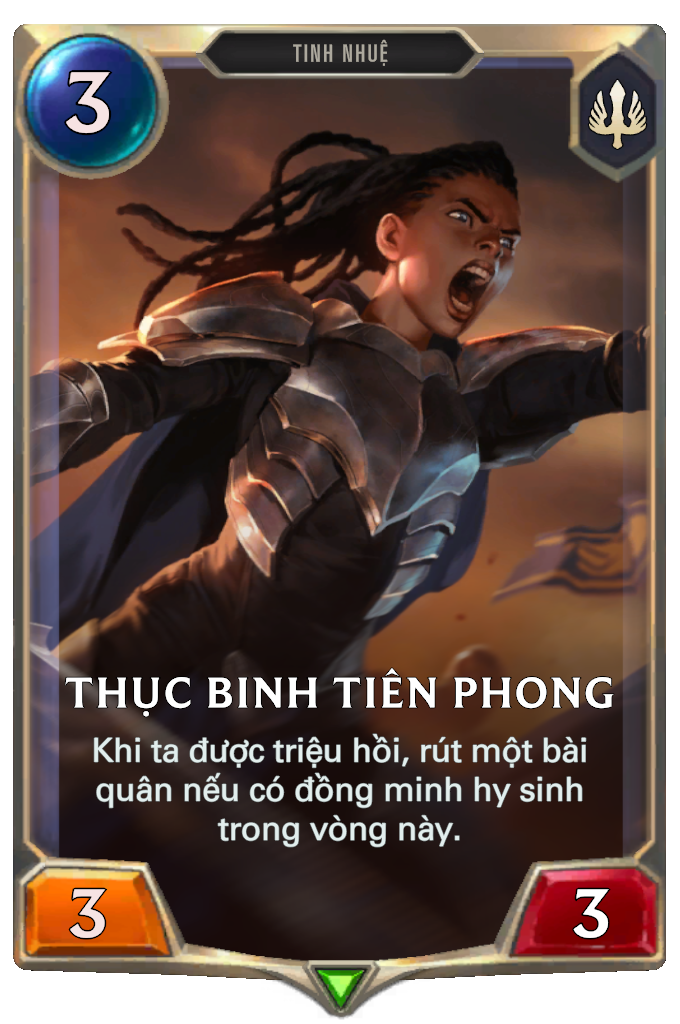 3
TINH NHUỆ
THỤC BINH TIÊN PHONG
Khi ta được triệu hồi, rút một bài
quân nếu có đồng minh hy sinh
trong vòng này.
3
3